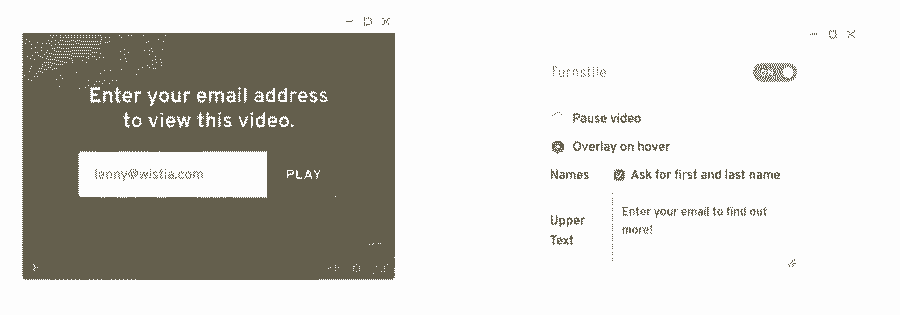 Enter your email address
to view this video.
lenny@wistia.com
PLAY
Turnstile
ON
Pause video
Overlay on hover
Names
Ask for first and last name
Upper
Text
Enter your email to find out
more!